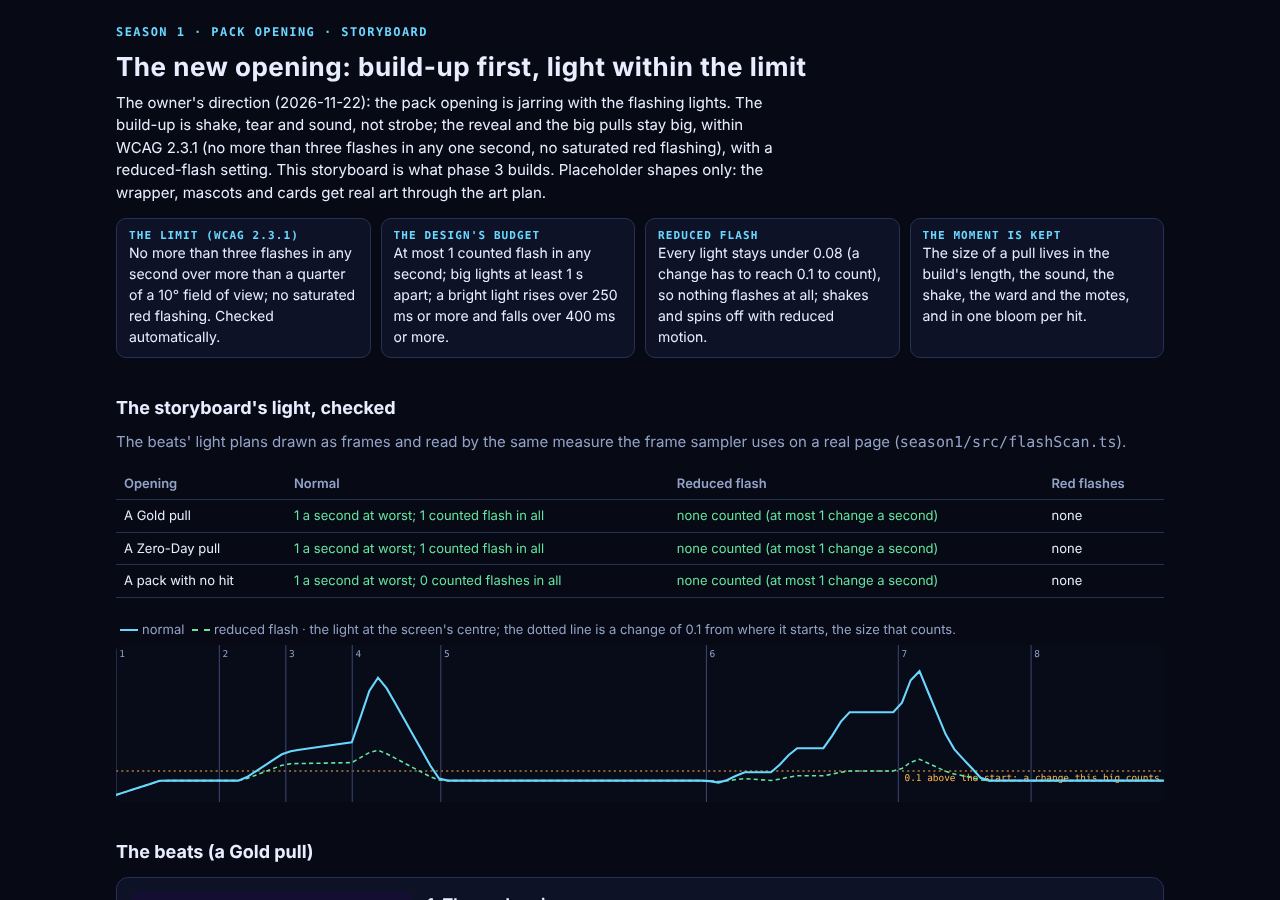 SEASON 1 · PACK OPENING · STORYBOARD
The new opening: build-up first, light within the limit
The owner's direction (2026-11-22): the pack opening is jarring with the flashing lights. The
build-up is shake, tear and sound, not strobe; the reveal and the big pulls stay big, within
WCAG 2.3.1 (no more than three flashes in any one second, no saturated red flashing), with a
reduced-flash setting. This storyboard is what phase 3 builds. Placeholder shapes only: the
wrapper, mascots and cards get real art through the art plan.
THE LIMIT (WCAG 2.3.1)
No more than three flashes in any
second over more than a quarter
of a 10° field of view; no saturated
red flashing. Checked
automatically.
THE DESIGN'S BUDGET
At most 1 counted flash in any
second; big lights at least 1 s
apart; a bright light rises over 250
ms or more and falls over 400 ms
or more.
REDUCED FLASH
Every light stays under 0.08 (a
change has to reach 0.1 to count),
so nothing flashes at all; shakes
and spins off with reduced
motion.
THE MOMENT IS KEPT
The size of a pull lives in the
build's length, the sound, the
shake, the ward and the motes,
and in one bloom per hit.
The storyboard's light, checked
The beats' light plans drawn as frames and read by the same measure the frame sampler uses on a real page (season1/src/flashScan.ts).
Opening Normal Reduced flash Red flashes
A Gold pull 1 a second at worst; 1 counted flash in all none counted (at most 1 change a second) none
A Zero-Day pull 1 a second at worst; 1 counted flash in all none counted (at most 1 change a second) none
A pack with no hit 1 a second at worst; 0 counted flashes in all none counted (at most 1 change a second) none
normal reduced flash · the light at the screen's centre; the dotted line is a change of 0.1 from where it starts, the size that counts.
1 2 3 4 5 6 7 8
0.1 above the start: a change this big counts
The beats (a Gold pull)